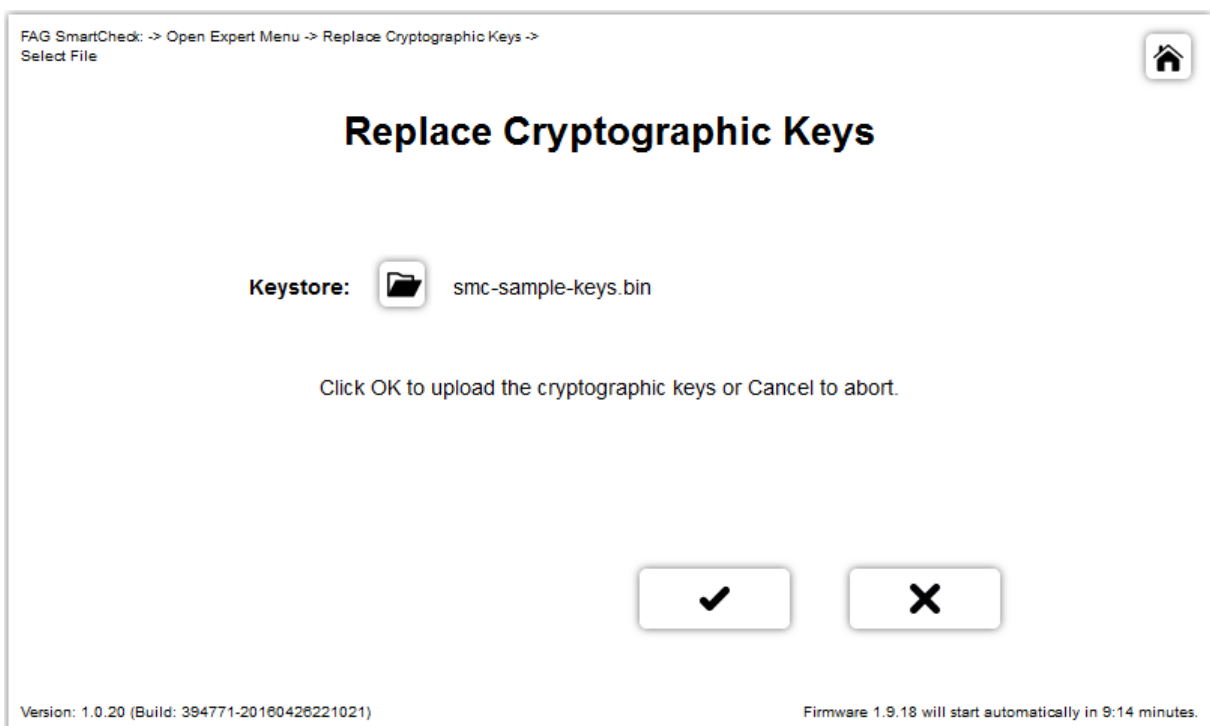 FAG SmartCheck: -> Open Expert Menu -> Replace Cryptographic Keys ->
Select File
Replace Cryptographic Keys
Keystore: smc-sample-keys.bin
Click OK to upload the cryptographic keys or Cancel to abort.
Version: 1.0.20 (Build: 394771-20160426221021)
Firmware 1.9.18 will start automatically in 9:14 minutes.